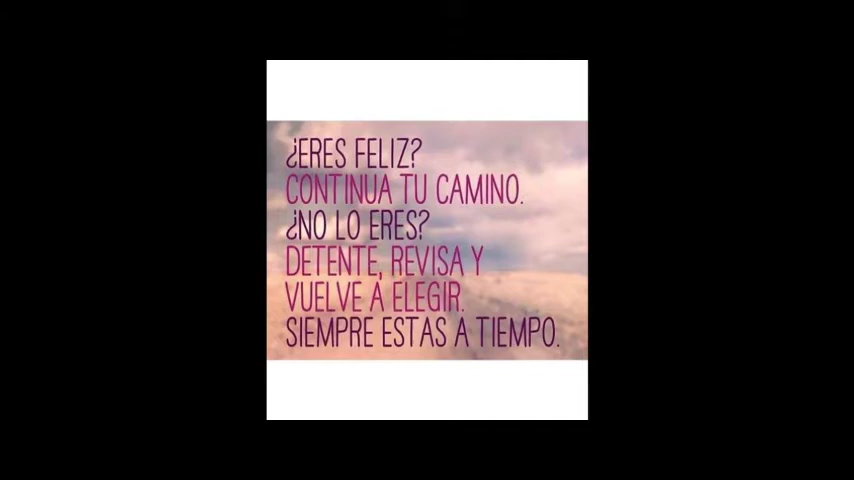 ¿ERES FELIZ?
CONTINUA TU CAMINO.
¿NO LO ERES?
DETENTE, REVISA Y
VUELVE A ELEGIR.
SIEMPRE ESTAS A TIEMPO.